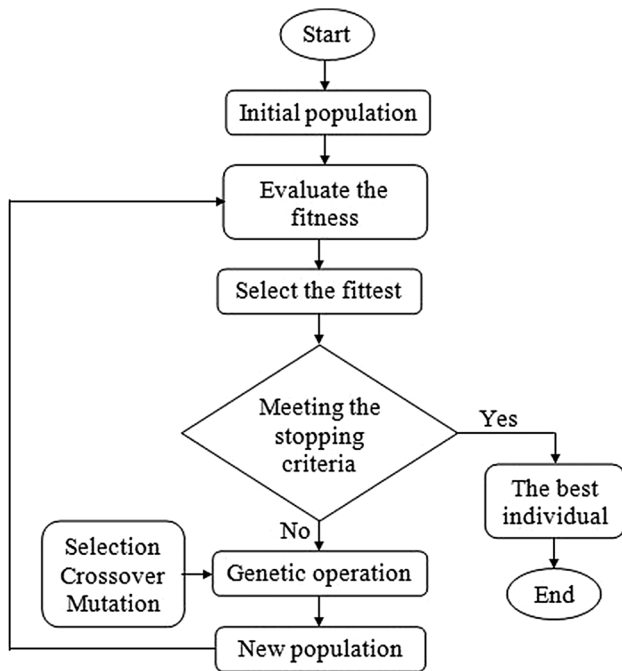 Start
Initial population
Evaluate the
fitness
Select the fittest
Meeting the
stopping
criteria
Yes
The best
individual
End
No
Selection
Crossover
Mutation
Genetic operation
New population